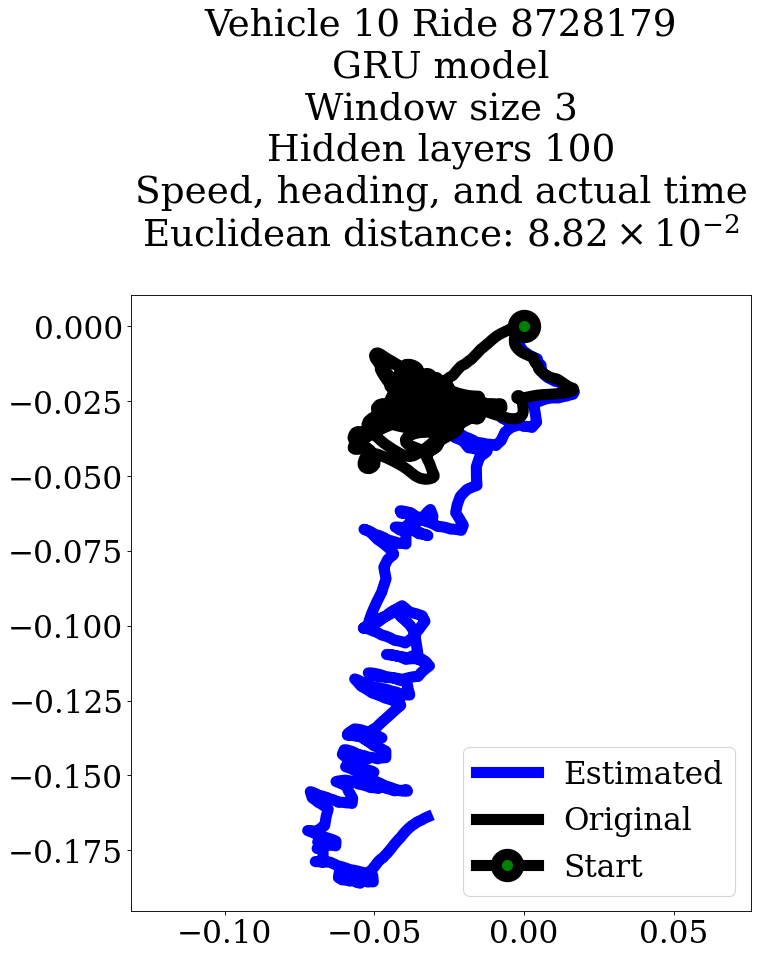 Vehicle 10 Ride 8728179
GRU model
Window size 3
Hidden layers 100
Speed, heading, and actual time
Euclidean distance: 8.82 × 10⁻²
0.000
−0.025
−0.050
−0.075
−0.100
−0.125
−0.150
−0.175
Estimated
Original
Start
−0.10
−0.05
0.00
0.05